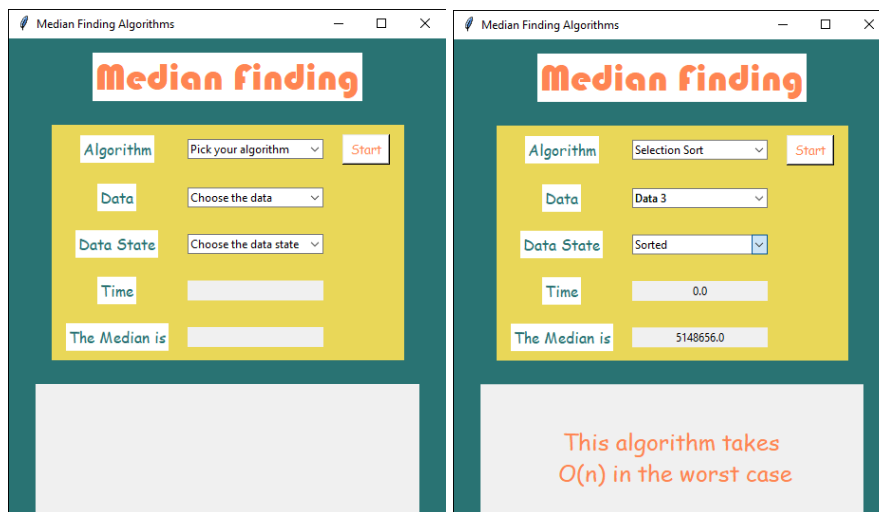 Median Finding Algorithms
Median Finding
Algorithm
Pick your algorithm
Start
Data
Choose the data
Data State
Choose the data state
Time
The Median is
Median Finding Algorithms
Median Finding
Algorithm
Selection Sort
Start
Data
Data 3
Data State
Sorted
Time
0.0
The Median is
5148656.0
This algorithm takes
O(n) in the worst case